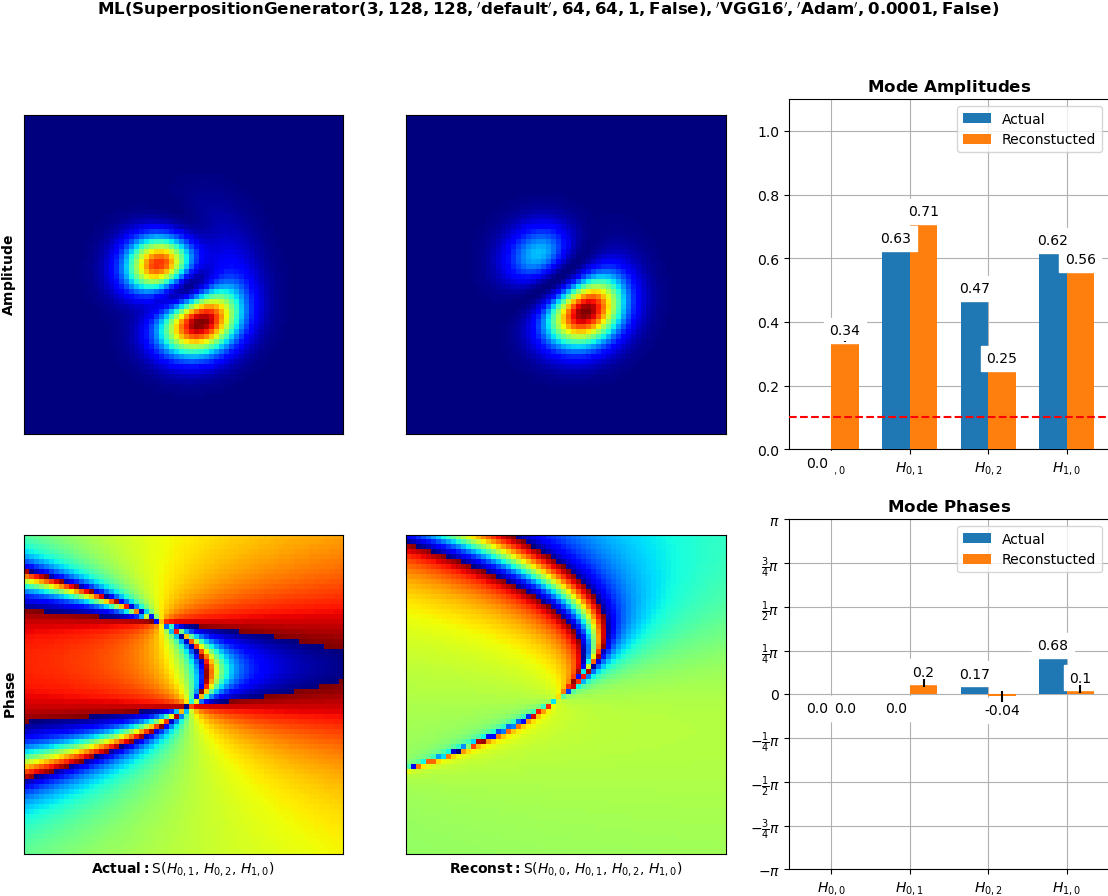 ML(SuperpositionGenerator(3, 128, 128, 'default', 64, 64, 1, False), 'VGG16', 'Adam', 0.0001, False)
Amplitude
Mode Amplitudes
Actual
Reconstucted
1.0
0.8
0.6
0.4
0.2
0.0
0.0
0.34
0.63
0.71
0.47
0.25
0.62
0.56
,0
H0,1
H0,2
H1,0
Phase
Actual: S(H0,1, H0,2, H1,0)
Reconst: S(H0,0, H0,1, H0,2, H1,0)
Mode Phases
Actual
Reconstucted
π
3/4π
1/2π
1/4π
0
−1/4π
−1/2π
−3/4π
−π
0.0
0.0
0.0
0.2
0.17
-0.04
0.68
0.1
H0,0
H0,1
H0,2
H1,0